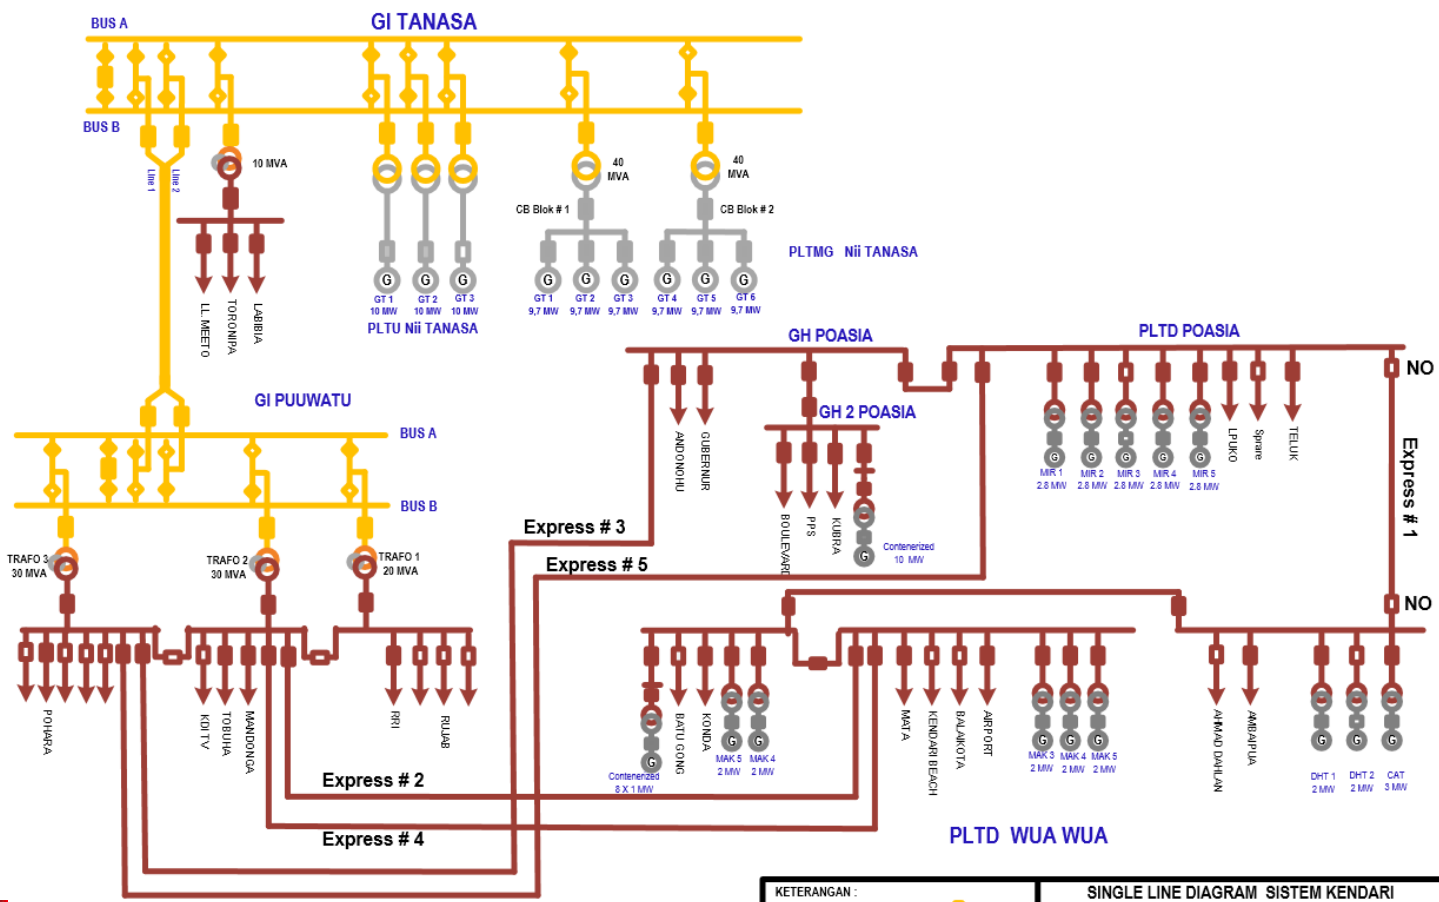 GI TANASA
BUS A
BUS B
Line 1
Line 2
10 MVA
40
MVA
40
MVA
CB Blok # 1
CB Blok # 2
PLTMG Nii TANASA
G
G
G
G
G
G
G
G
G
GT 1
10 MW
GT 2
10 MW
GT 3
10 MW
GT 1
9,7 MW
GT 2
9,7 MW
GT 3
9,7 MW
GT 4
9,7 MW
GT 5
9,7 MW
GT 6
9,7 MW
PLTU Nii TANASA
LL. MEETO
TORONIPA
LABIBIA
GH POASIA
PLTD POASIA
NO
GI PUUWATU
BUS A
BUS B
ANDONOHU
GUBERNUR
GH 2 POASIA
BOULEVARD
PPS
KUBRA
G
Contenerized
10 MW
G
G
G
G
G
MIR 1
2.8 MW
MIR 2
2.8 MW
MIR 3
2.8 MW
MIR 4
2.8 MW
MIR 5
2.8 MW
LPUKO
Sprare
TELUK
Express # 1
NO
Express # 3
Express # 5
TRAFO 3
30 MVA
TRAFO 2
30 MVA
TRAFO 1
20 MVA
POHARA
KDI TV
TOBUHA
MANDONGA
RRI
RUJAB
Express # 2
Express # 4
G
Contenerized
8 X 1 MW
BATU GONG
KONDA
G
G
MAK 5
2 MW
MAK 4
2 MW
MATA
KENDARI BEACH
BALAIKOTA
AIRPORT
G
G
G
MAK 3
2 MW
MAK 4
2 MW
MAK 5
2 MW
AHMAD DAHLAN
AMBAIPUA
G
G
G
DHT 1
2 MW
DHT 2
2 MW
CAT
3 MW
PLTD WUA WUA
KETERANGAN :
SINGLE LINE DIAGRAM SISTEM KENDARI